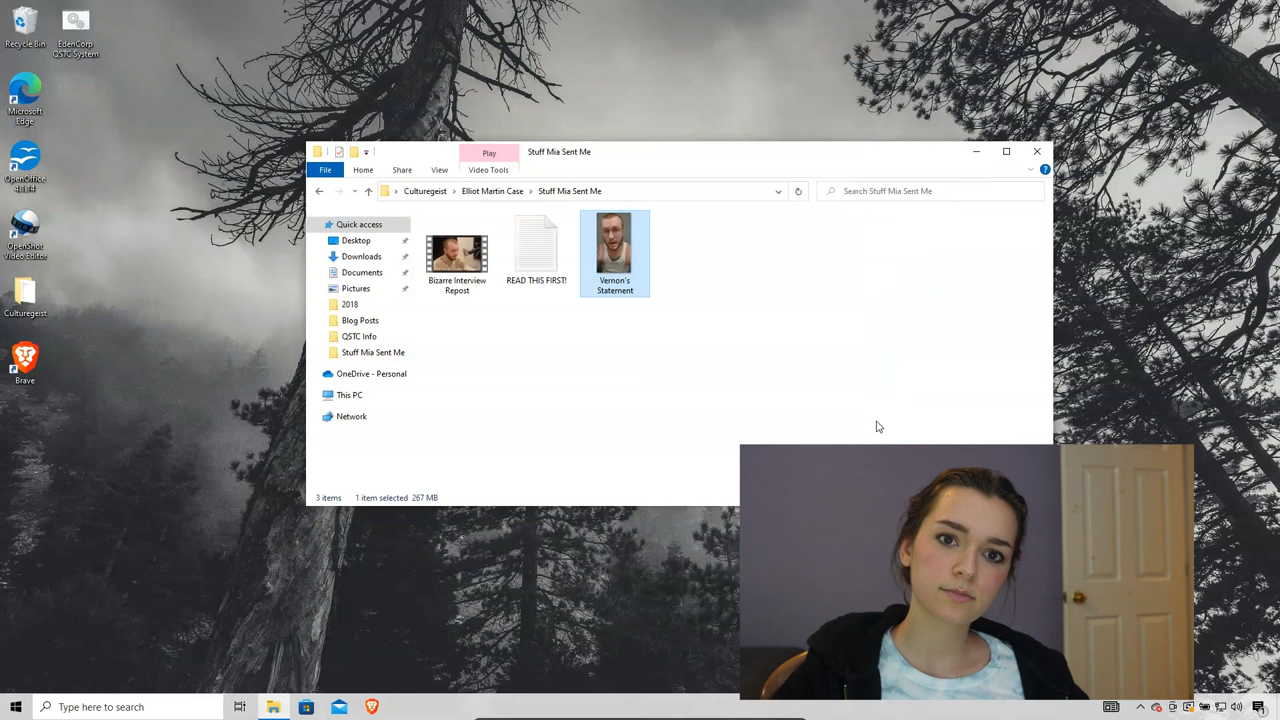 Recycle Bin
EdenCorp
QSTC System
Microsoft
Edge
OpenOffice
4.1.14
OpenShot
Video Editor
Culturegeist
Brave
Play
Stuff Mia Sent Me
File
Home
Share
View
Video Tools
Culturegeist
Elliot Martin Case
Stuff Mia Sent Me
Search Stuff Mia Sent Me
Quick access
Desktop
Downloads
Documents
Pictures
2018
Blog Posts
QSTC Info
Stuff Mia Sent Me
OneDrive - Personal
This PC
Network
Bizarre Interview
Repost
READ THIS FIRST!
Vernon's
Statement
3 items
1 item selected 267 MB
Type here to search